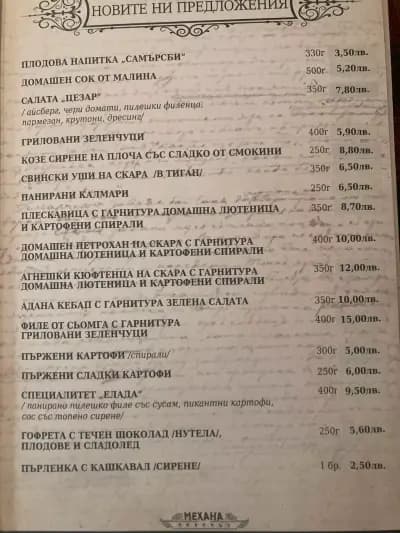 НОВИТЕ НИ ПРЕДЛОЖЕНИЯ
ПЛОДОВА НАПИТКА „САМЪРСБИ“ 330г 3,50лв.
ДОМАШЕН СОК ОТ МАЛИНА 500г 5,20лв.
САЛАТА „ЦЕЗАР“ 350г 7,80лв.
/ айсберг, чери домати, пилешки филенца,
пармезан, крутони, дресинг/
ГРИЛОВАНИ ЗЕЛЕНЧУЦИ 400г 5,90лв.
КОЗЕ СИРЕНЕ НА ПЛОЧА СЪС СЛАДКО ОТ СМОКИНИ 250г 8,80лв.
СВИНСКИ УШИ НА СКАРА /В ТИГАН/ 350г 6,50лв.
ПАНИРАНИ КАЛМАРИ 250г 6,50лв.
ПЛЕСКАВИЦА С ГАРНИТУРА ДОМАШНА ЛЮТЕНИЦА 350г 8,70лв.
И КАРТОФЕНИ СПИРАЛИ
ДОМАШЕН ПЕТРОХАН НА СКАРА С ГАРНИТУРА 400г 10,00лв.
ДОМАШНА ЛЮТЕНИЦА И КАРТОФЕНИ СПИРАЛИ
АГНЕШКИ КЮФТЕНЦА НА СКАРА С ГАРНИТУРА 350г 12,00лв.
ДОМАШНА ЛЮТЕНИЦА И КАРТОФЕНИ СПИРАЛИ
АДАНА КЕБАП С ГАРНИТУРА ЗЕЛЕНА САЛАТА 350г 10,00лв.
ФИЛЕ ОТ СЬОМГА С ГАРНИТУРА 400г 15,00лв.
ГРИЛОВАНИ ЗЕЛЕНЧУЦИ
ПЪРЖЕНИ КАРТОФИ /спирали/ 300г 5,00лв.
ПЪРЖЕНИ СЛАДКИ КАРТОФИ 250г 6,00лв.
СПЕЦИАЛИТЕТ „ЕЛАДА“ 400г 9,50лв.
/ панирано пилешко филе със сусам, пикантни картофи,
сос със топено сирене/
ГОФРЕТА С ТЕЧЕН ШОКОЛАД /НУТЕЛА/, 250г 5,60лв.
ПЛОДОВЕ И СЛАДОЛЕД
ПЪРЛЕНКА С КАШКАВАЛ /СИРЕНЕ/ 1 бр. 2,50лв.
МЕХАНА